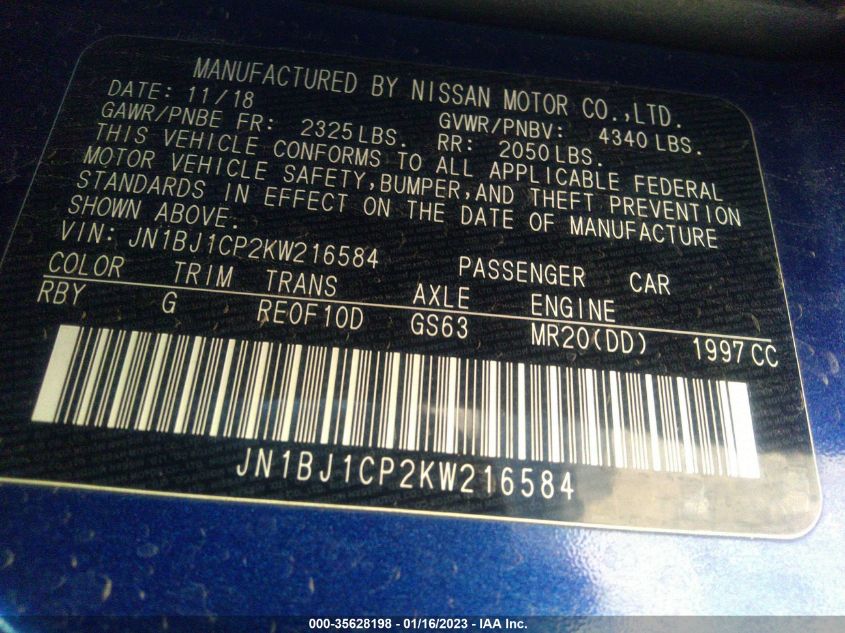 MANUFACTURED BY NISSAN MOTOR CO.,LTD.
DATE: 11/18 GVWR/PNBV: 4340 LBS.
GAWR/PNBE FR: 2325 LBS. RR: 2050 LBS.
THIS VEHICLE CONFORMS TO ALL APPLICABLE FEDERAL
MOTOR VEHICLE SAFETY,BUMPER,AND THEFT PREVENTION
STANDARDS IN EFFECT ON THE DATE OF MANUFACTURE
SHOWN ABOVE.
VIN: JN1BJ1CP2KW216584 PASSENGER CAR
COLOR TRIM TRANS AXLE ENGINE
RBY G RE0F10D GS63 MR20(DD) 1997 CC
JN1BJ1CP2KW216584
000-35628198 - 01/16/2023 - IAA Inc.